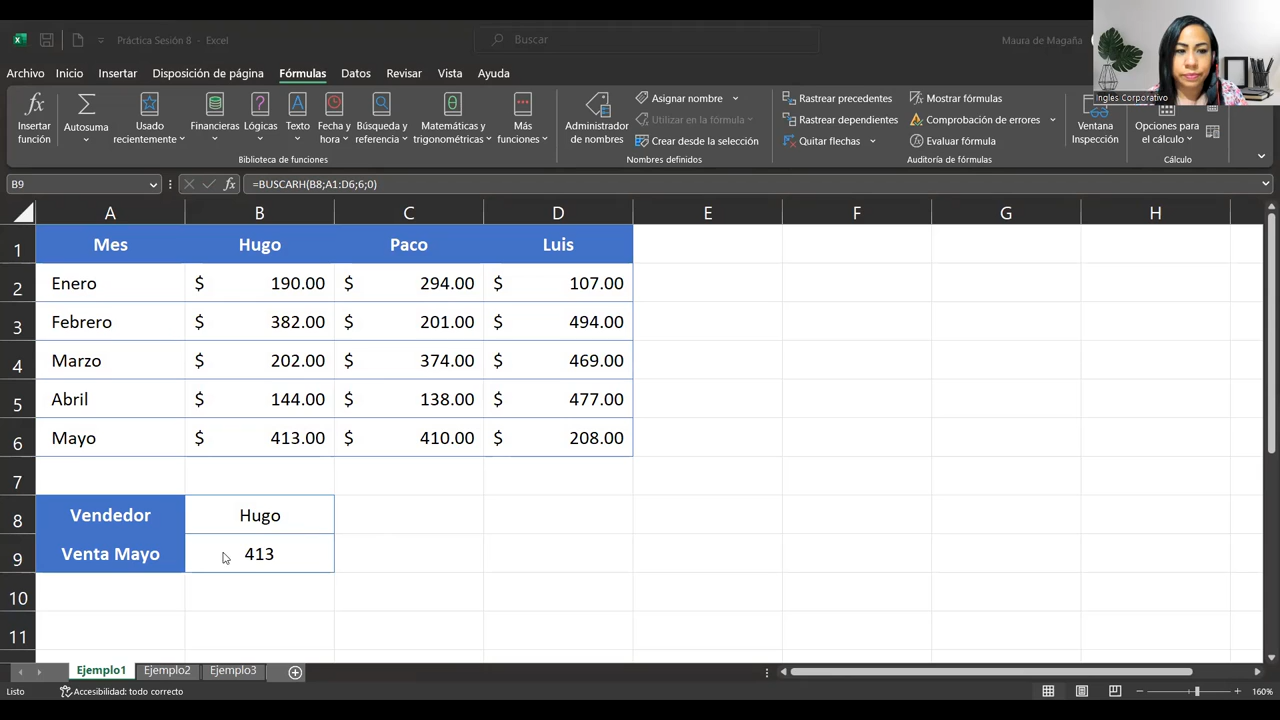 Práctica Sesión 8 - Excel
Buscar
Maura de Magaña
Archivo Inicio Insertar Disposición de página Fórmulas Datos Revisar Vista Ayuda
Ingles Corporativo
Insertar función
Autosuma
Usado recientemente
Financieras
Lógicas
Texto
Fecha y hora
Búsqueda y referencia
Matemáticas y trigonométricas
Más funciones
Biblioteca de funciones
Administrador de nombres
Asignar nombre
Utilizar en la fórmula
Crear desde la selección
Nombres definidos
Rastrear precedentes
Rastrear dependientes
Quitar flechas
Mostrar fórmulas
Comprobación de errores
Evaluar fórmula
Auditoría de fórmulas
Ventana Inspección
Opciones para el cálculo
Cálculo
B9 fx =BUSCARH(B8;A1:D6;6;0)
A B C D E F G H
1 Mes Hugo Paco Luis
2 Enero $ 190.00 $ 294.00 $ 107.00
3 Febrero $ 382.00 $ 201.00 $ 494.00
4 Marzo $ 202.00 $ 374.00 $ 469.00
5 Abril $ 144.00 $ 138.00 $ 477.00
6 Mayo $ 413.00 $ 410.00 $ 208.00
7
8 Vendedor Hugo
9 Venta Mayo 413
10
11
Ejemplo1 Ejemplo2 Ejemplo3
Listo Accesibilidad: todo correcto 160%